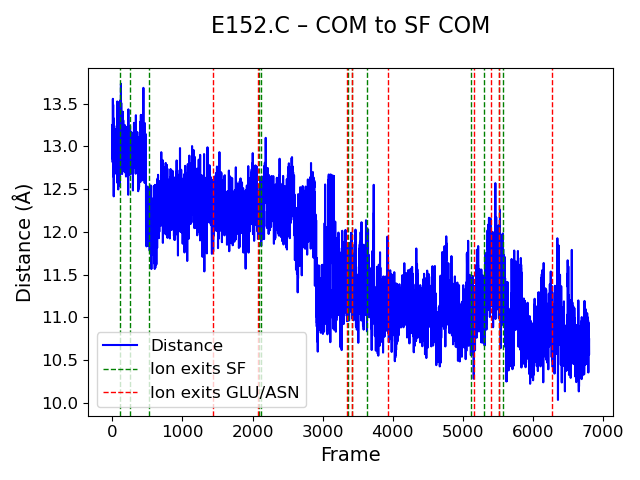 E152.C – COM to SF COM
Distance (Å)
13.5
13.0
12.5
12.0
11.5
11.0
10.5
10.0
Distance
Ion exits SF
Ion exits GLU/ASN
0 1000 2000 3000 4000 5000 6000 7000
Frame